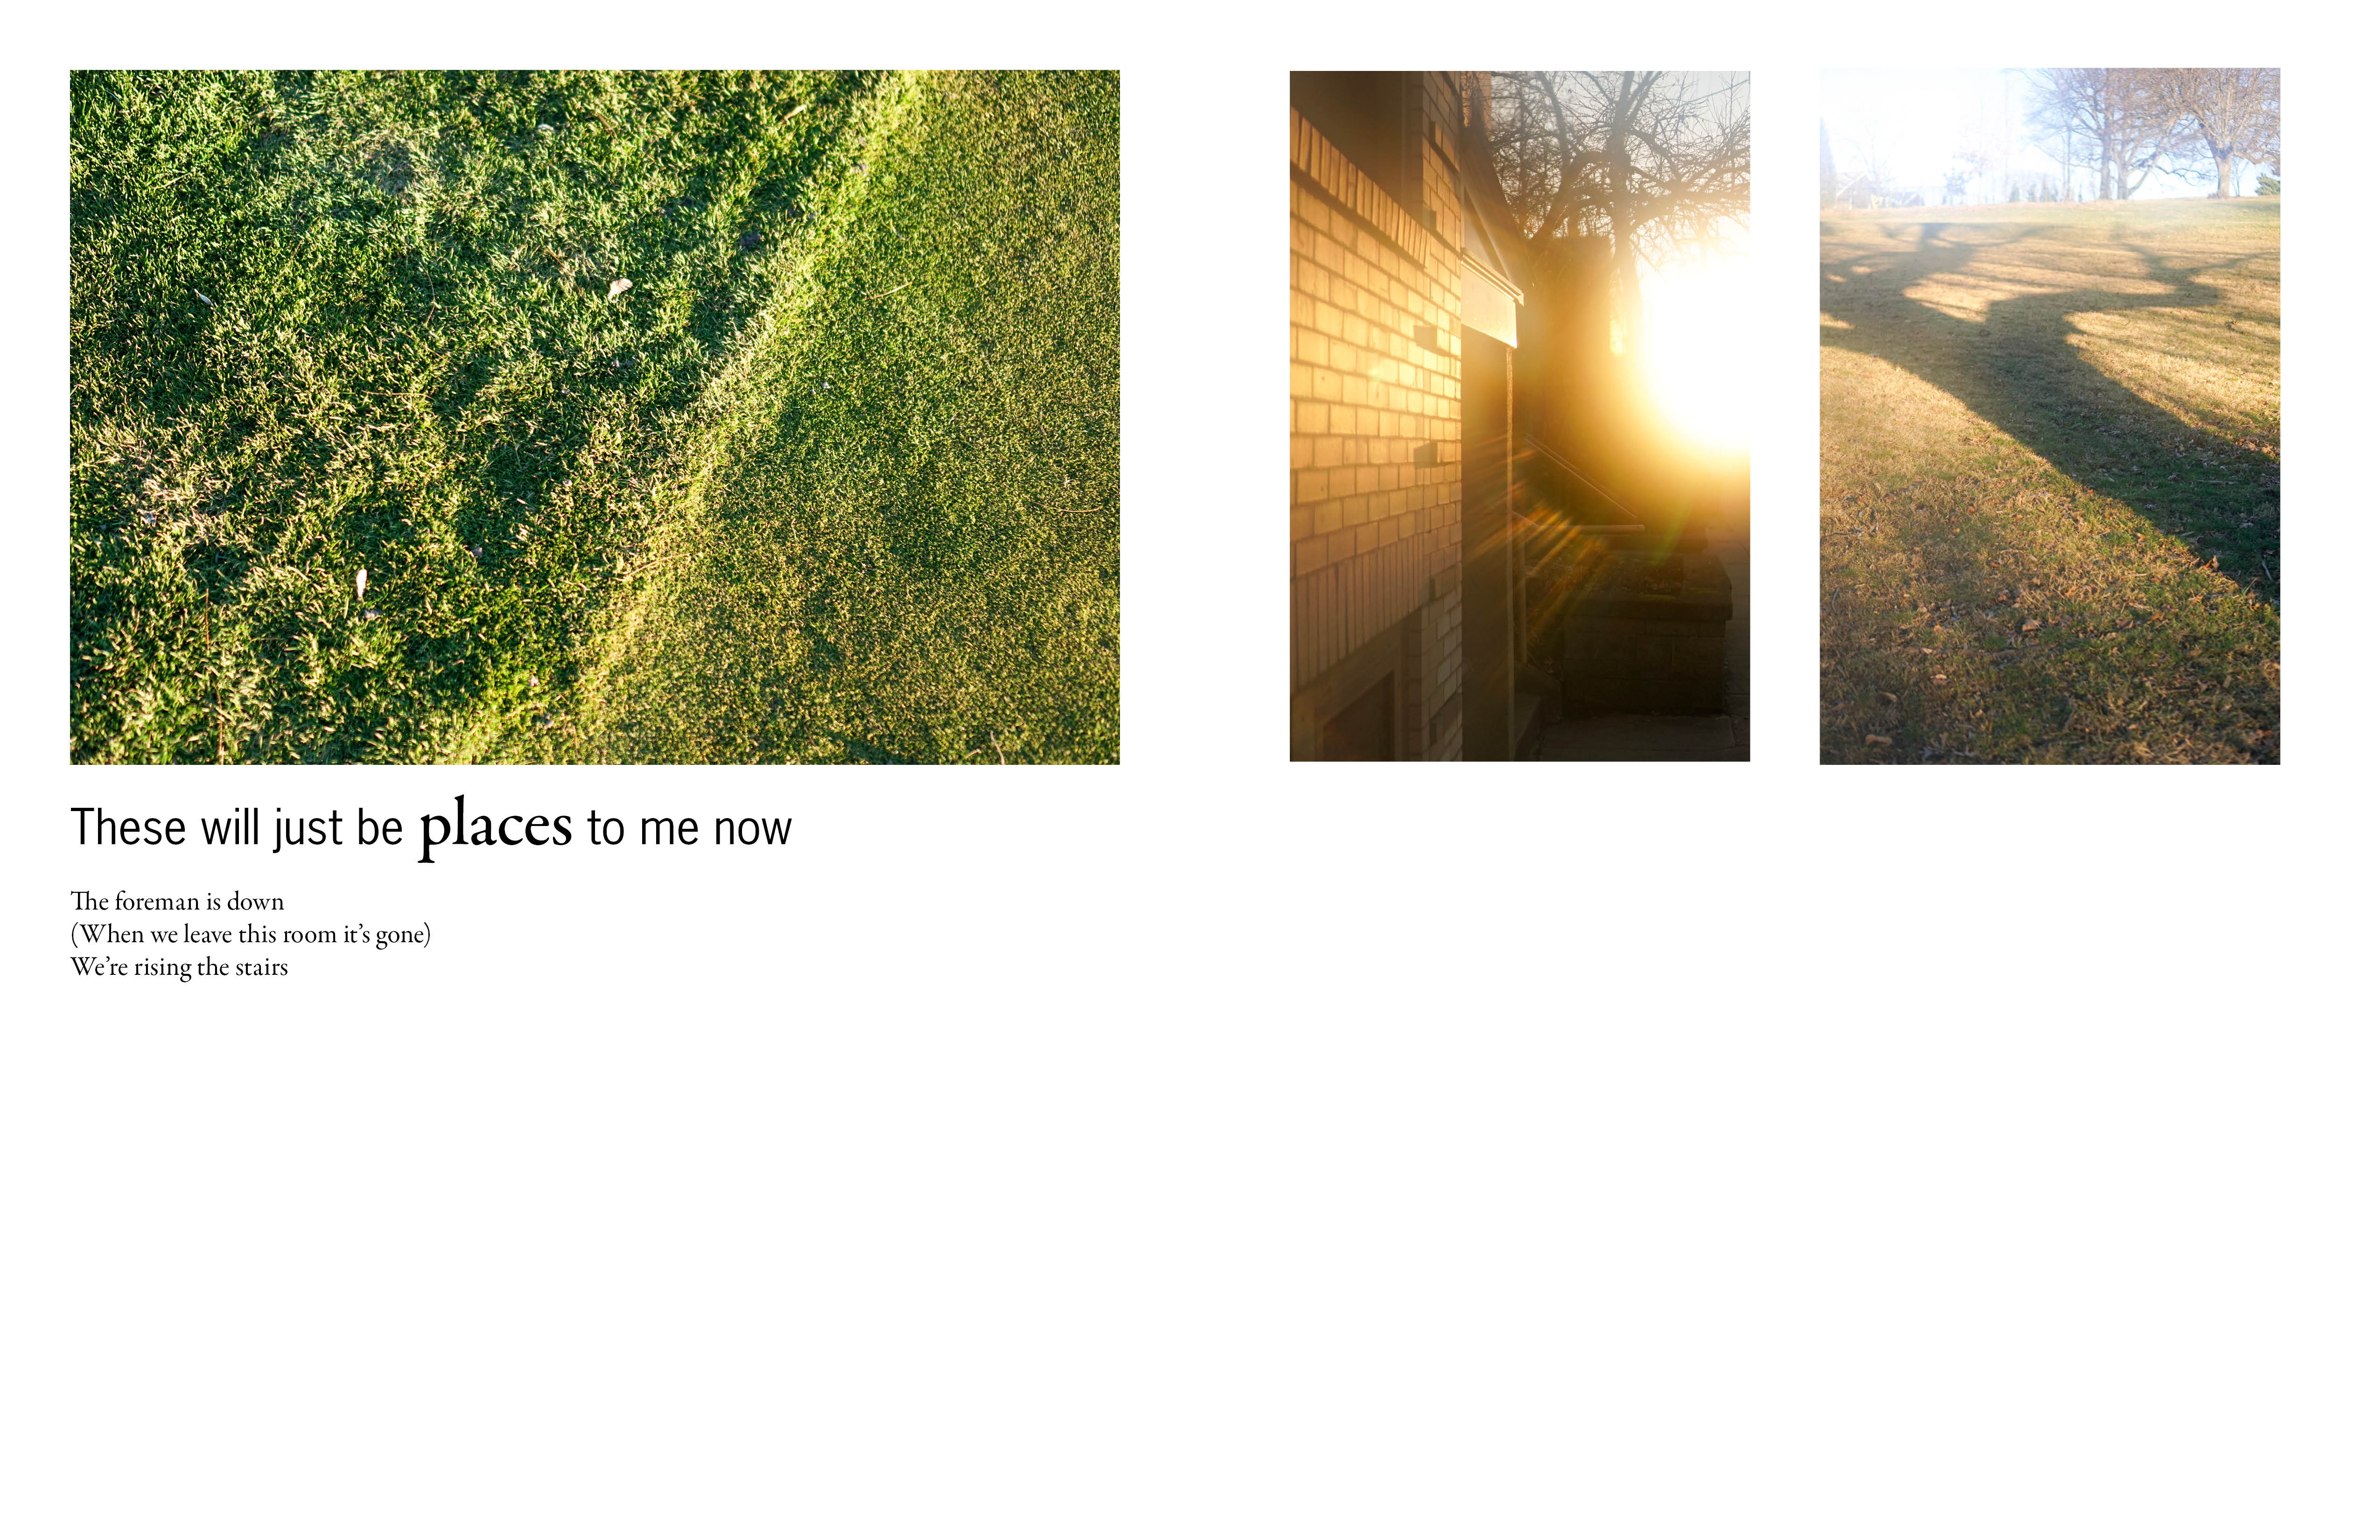 These will just be places to me now
The foreman is down
(When we leave this room it’s gone)
We’re rising the stairs